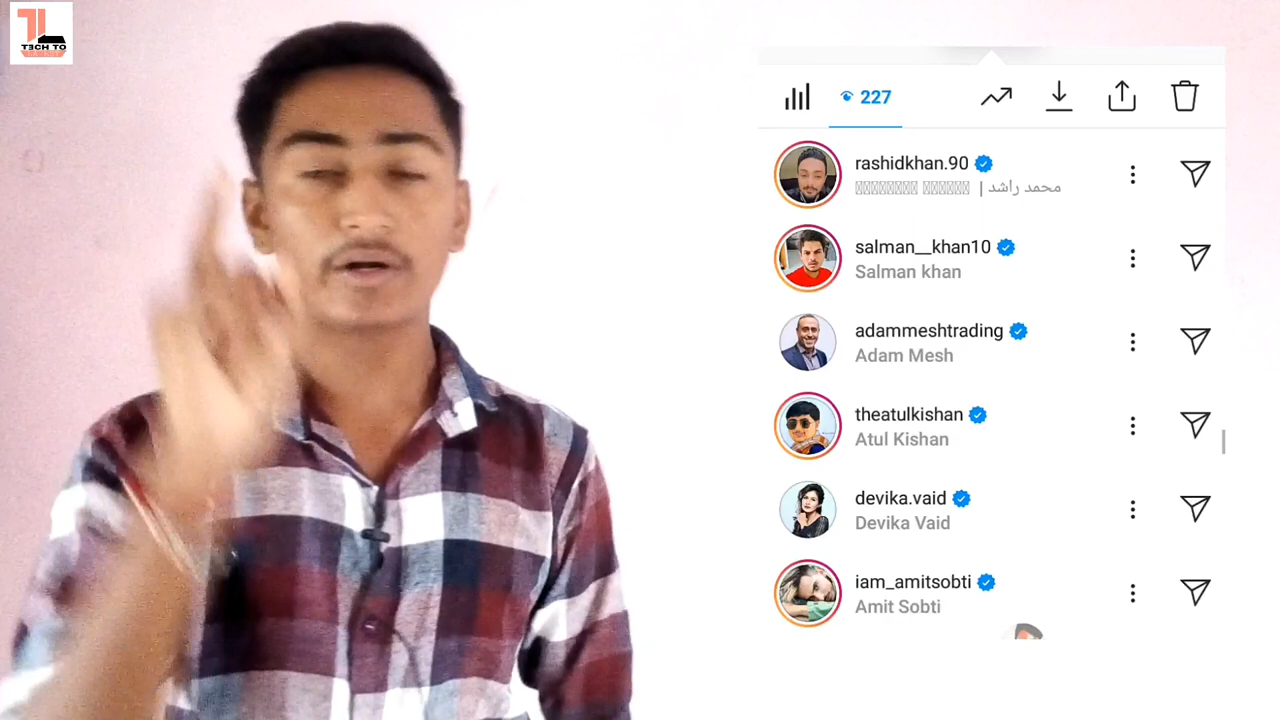 TECH TO
227
rashidkhan.90
محمد راشد |
salman__khan10
Salman khan
adammeshtrading
Adam Mesh
theatulkishan
Atul Kishan
devika.vaid
Devika Vaid
iam_amitsobti
Amit Sobti